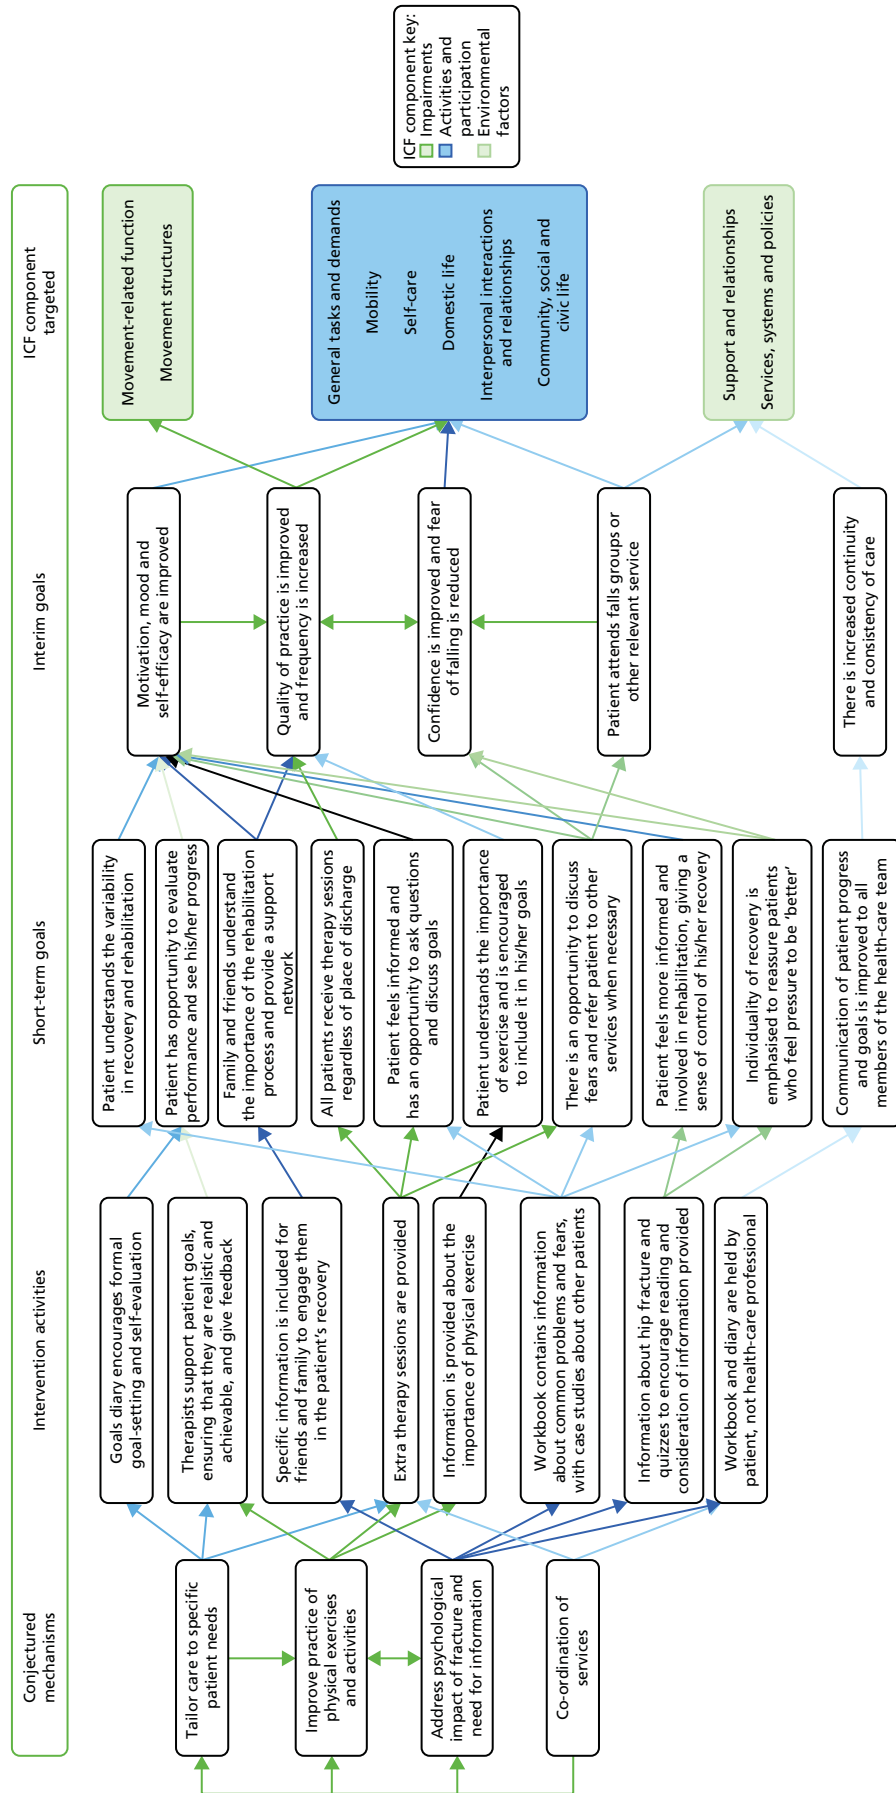 Conjectured
mechanisms
Intervention activities
Short-term goals
Interim goals
ICF component
targeted
Tailor care to specific
patient needs
Improve practice of
physical exercises
and activities
Address psychological
impact of fracture and
need for information
Co-ordination of
services
Goals diary encourages formal
goal-setting and self-evaluation
Therapists support patient goals,
ensuring that they are realistic and
achievable, and give feedback
Specific information is included for
friends and family to engage them
in the patient’s recovery
Extra therapy sessions are provided
Information is provided about the
importance of physical exercise
Workbook contains information
about common problems and fears,
with case studies about other patients
Information about hip fracture and
quizzes to encourage reading and
consideration of information provided
Workbook and diary are held by
patient, not health-care professional
Patient understands the variability
in recovery and rehabilitation
Patient has opportunity to evaluate
performance and see his/her progress
Family and friends understand
the importance of the rehabilitation
process and provide a support
network
All patients receive therapy sessions
regardless of place of discharge
Patient feels informed and
has an opportunity to ask questions
and discuss goals
Patient understands the importance
of exercise and is encouraged
to include it in his/her goals
There is an opportunity to discuss
fears and refer patient to other
services when necessary
Patient feels more informed and
involved in rehabilitation, giving a
sense of control of his/her recovery
Individuality of recovery is
emphasised to reassure patients
who feel pressure to be ‘better’
Communication of patient progress
and goals is improved to all
members of the health-care team
Motivation, mood and
self-efficacy are improved
Quality of practice is improved
and frequency is increased
Confidence is improved and fear
of falling is reduced
Patient attends falls groups or
other relevant service
There is increased continuity
and consistency of care
Movement-related function
Movement structures
General tasks and demands
Mobility
Self-care
Domestic life
Interpersonal interactions
and relationships
Community, social and
civic life
Support and relationships
Services, systems and policies
ICF component key:
Impairments
Activities and
participation
Environmental
factors